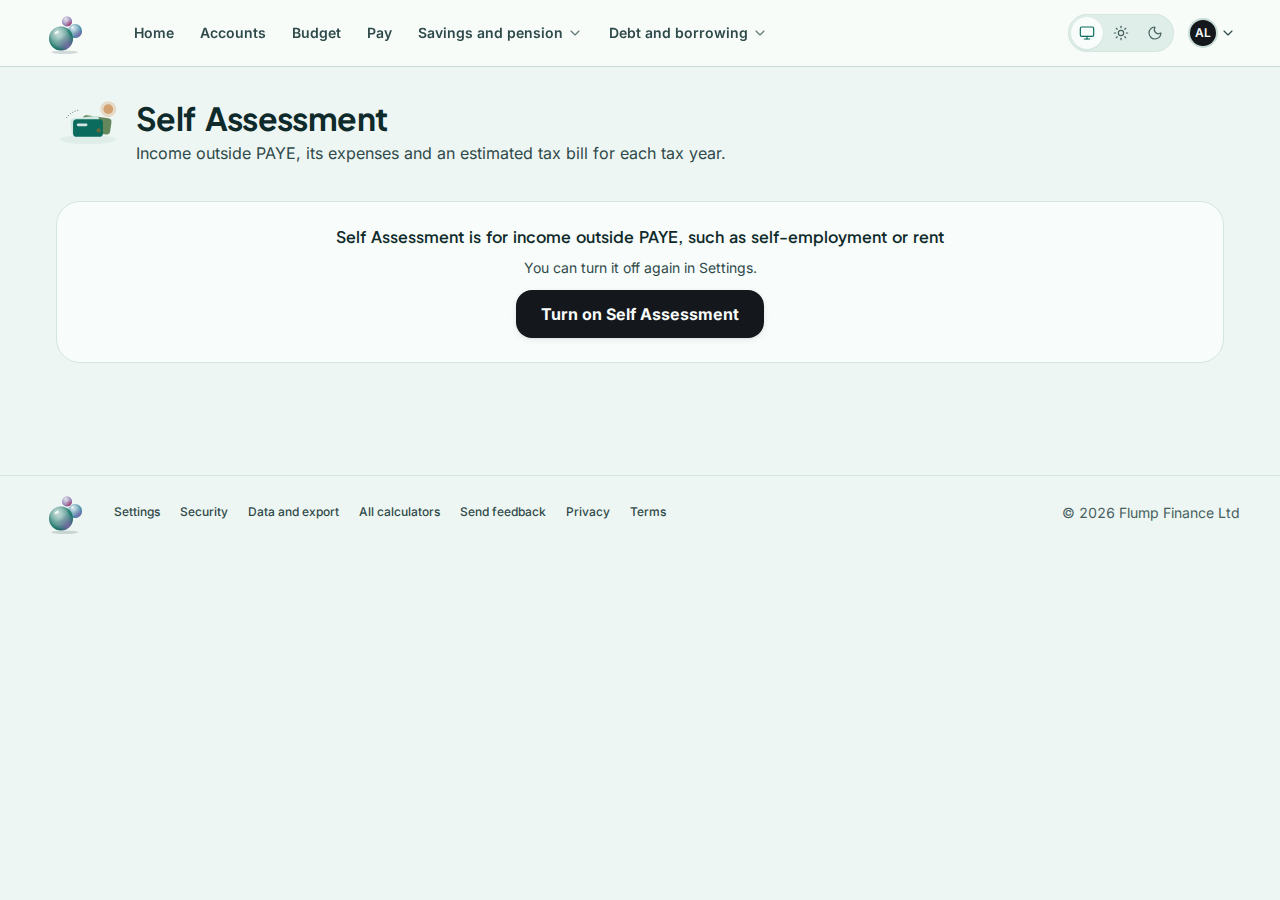 Home Accounts Budget Pay Savings and pension Debt and borrowing AL
Self Assessment
Income outside PAYE, its expenses and an estimated tax bill for each tax year.
Self Assessment is for income outside PAYE, such as self-employment or rent
You can turn it off again in Settings.
Turn on Self Assessment
Settings Security Data and export All calculators Send feedback Privacy Terms © 2026 Flump Finance Ltd